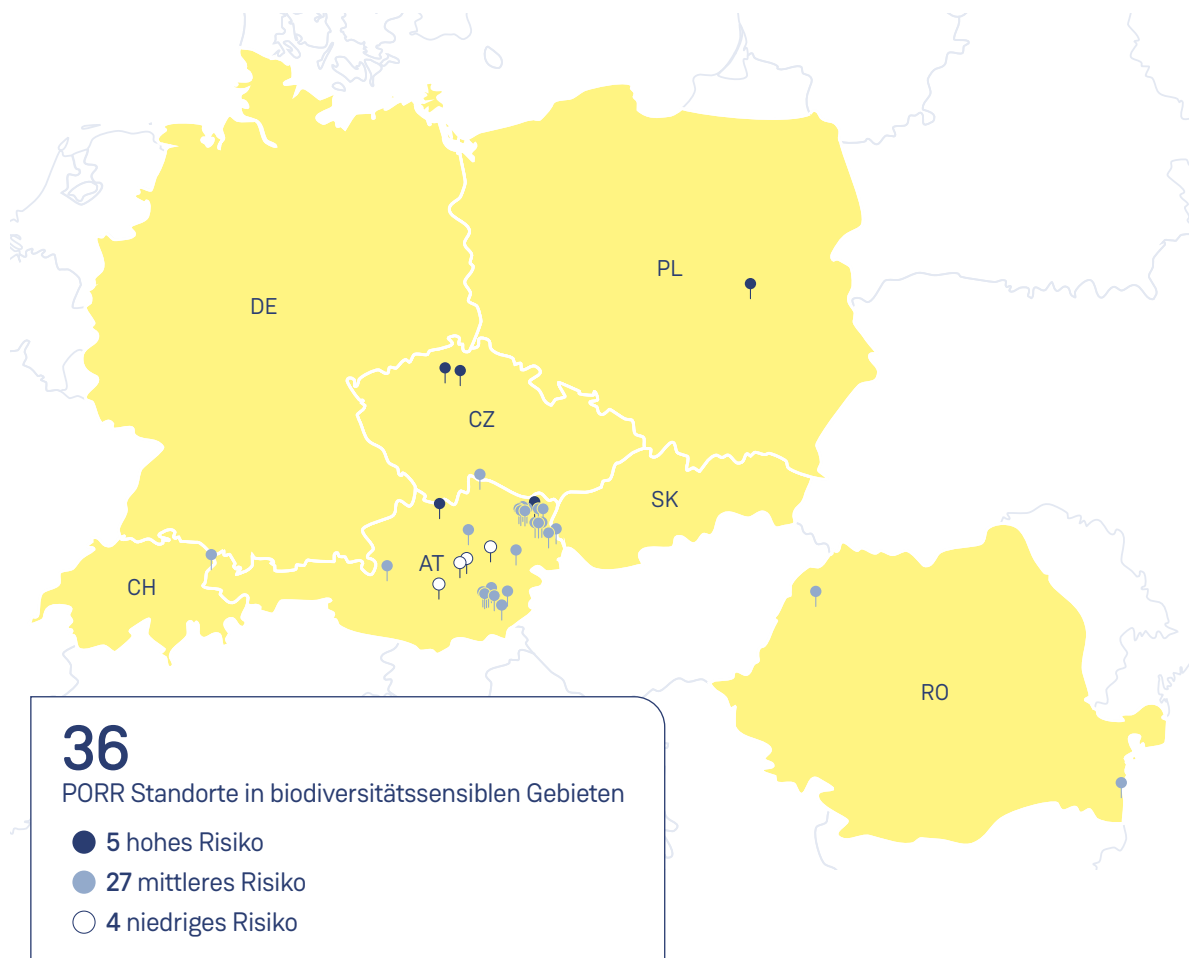 PL
DE
CZ
SK
AT
CH
RO
36
PORR Standorte in biodiversitätssensiblen Gebieten
5 hohes Risiko
27 mittleres Risiko
4 niedriges Risiko